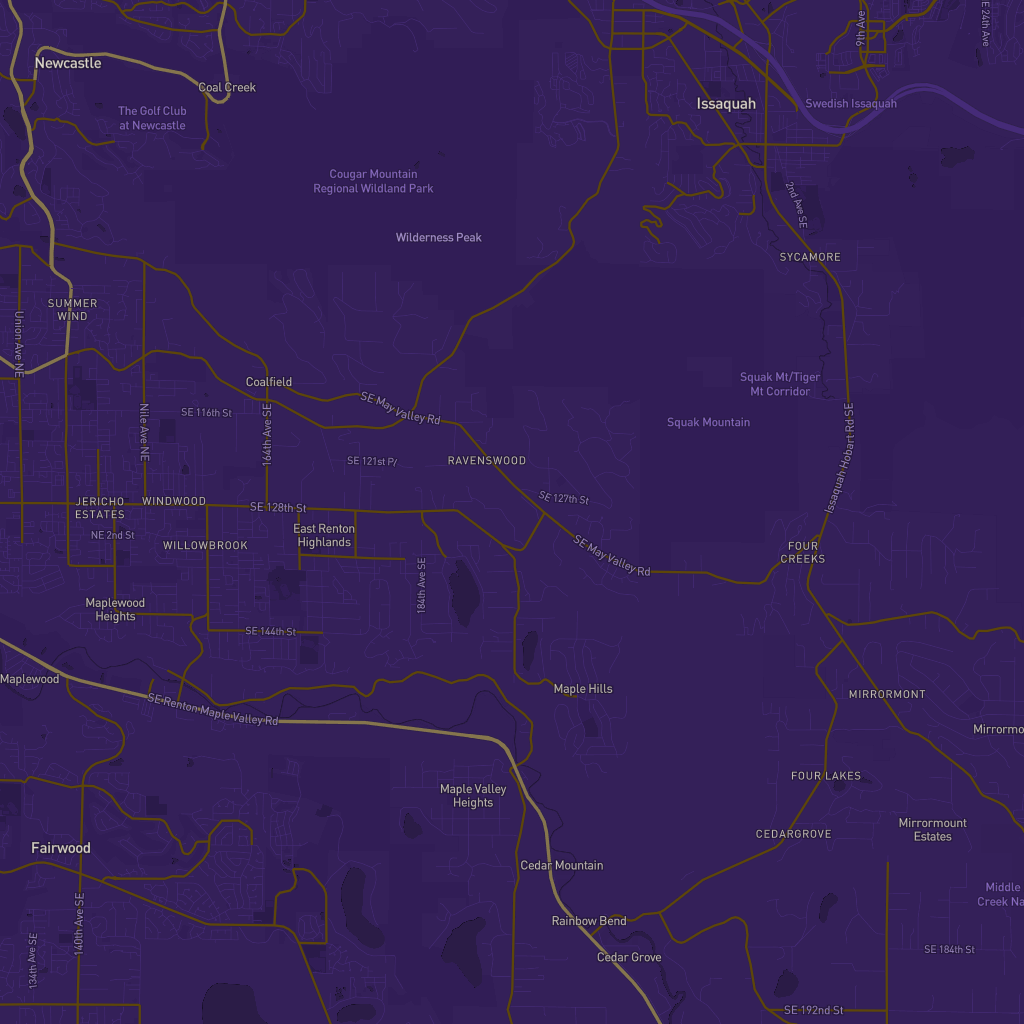 9th Ave
SE 24th Ave
Newcastle
Coal Creek
The Golf Club
at Newcastle
Issaquah
Swedish Issaquah
Cougar Mountain
Regional Wildland Park
2nd Ave SE
Wilderness Peak
SYCAMORE
SUMMER
WIND
Union Ave NE
Coalfield
Squak Mt/Tiger
Mt Corridor
SE May Valley Rd
SE 116th St
Nile Ave NE
164th Ave SE
Squak Mountain
Issaquah Hobart Rd SE
SE 121st Pl
RAVENSWOOD
JERICHO
ESTATES
WINDWOOD
SE 128th St
SE 127th St
NE 2nd St
WILLOWBROOK
East Renton
Highlands
SE May Valley Rd
FOUR
CREEKS
184th Ave SE
Maplewood
Heights
SE 144th St
Maplewood
SE Renton Maple Valley Rd
Maple Hills
MIRRORMONT
Mirrormo
Maple Valley
Heights
FOUR LAKES
Fairwood
CEDARGROVE
Mirrormount
Estates
Cedar Mountain
Middle
Creek Na
140th Ave SE
134th Ave SE
Rainbow Bend
Cedar Grove
SE 184th St
SE 192nd St